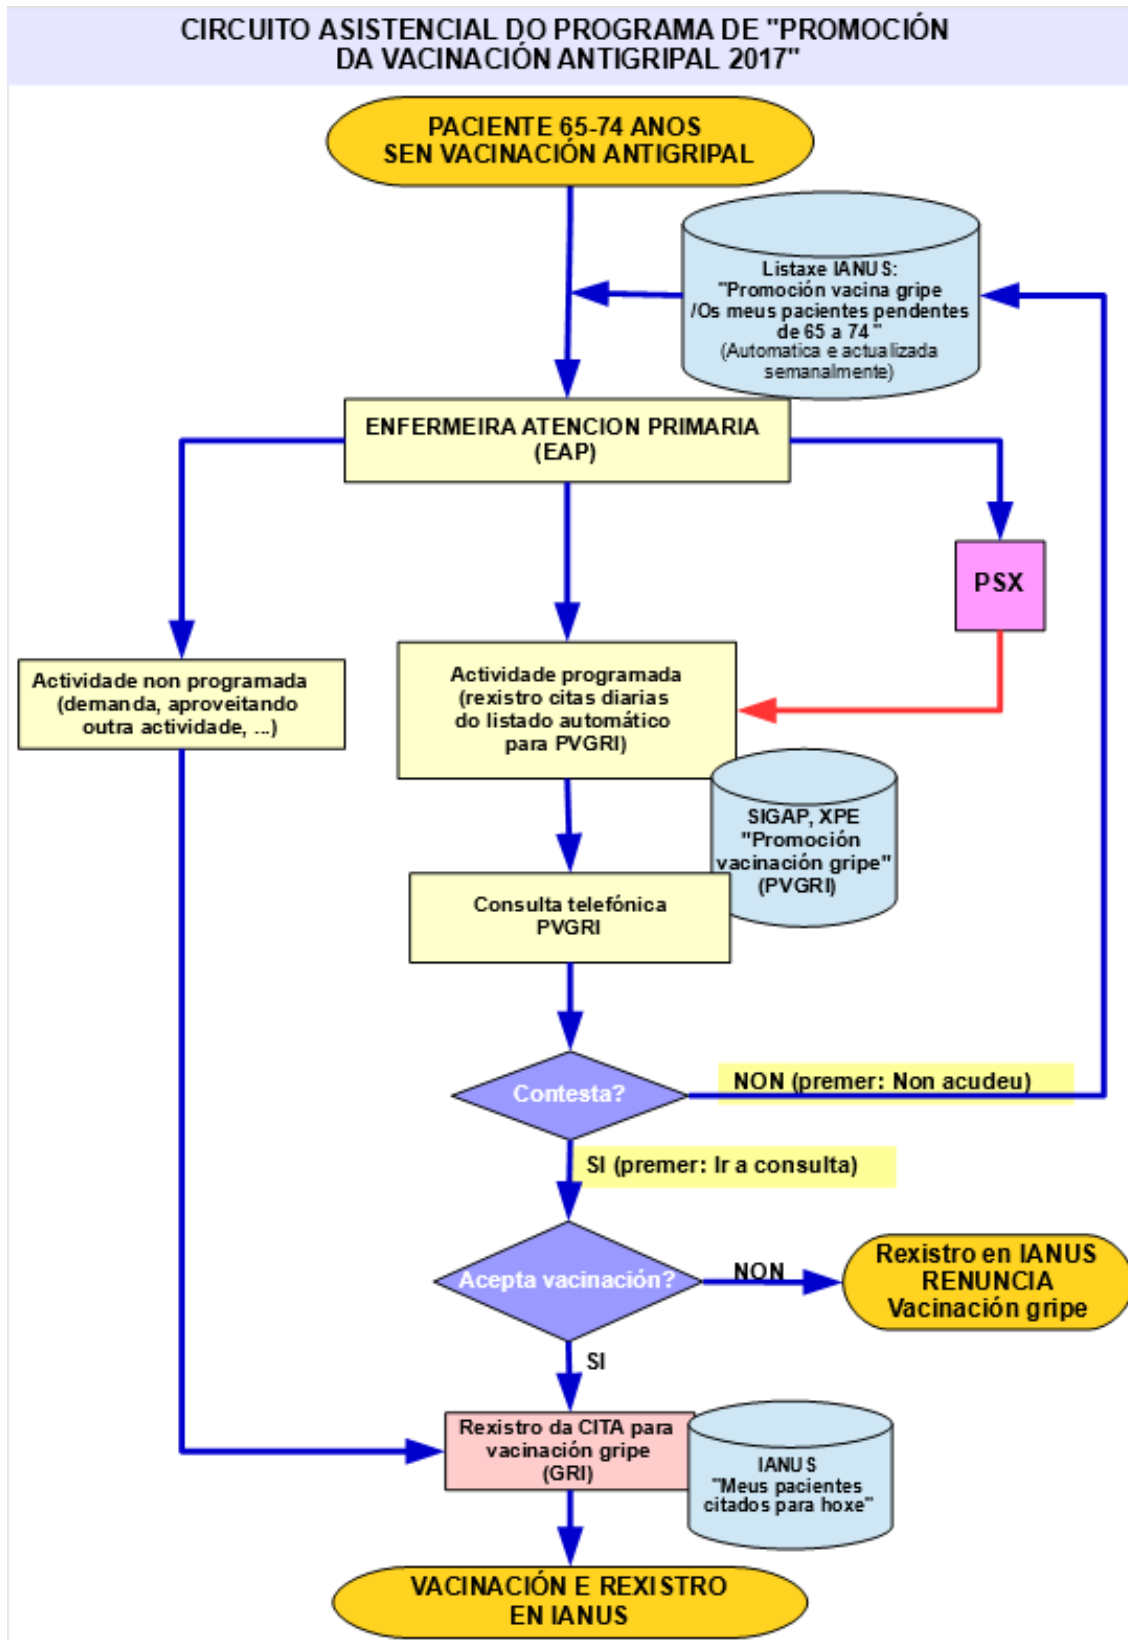 CIRCUITO ASISTENCIAL DO PROGRAMA DE "PROMOCIÓN
DA VACINACIÓN ANTIGRIPAL 2017"
PACIENTE 65-74 ANOS
SEN VACINACIÓN ANTIGRIPAL
Listaxe IANUS:
"Promoción vacina gripe
/Os meus pacientes pendentes
de 65 a 74 "
(Automatica e actualizada
semanalmente)
ENFERMEIRA ATENCION PRIMARIA
(EAP)
PSX
Actividade non programada
(demanda, aproveitando
outra actividade, ...)
Actividade programada
(rexistro citas diarias
do listado automático
para PVGRI)
SIGAP, XPE
"Promoción
vacinación gripe"
(PVGRI)
Consulta telefónica
PVGRI
Contesta?
NON (premer: Non acudeu)
SI (premer: Ir a consulta)
Acepta vacinación?
NON
Rexistro en IANUS
RENUNCIA
Vacinación gripe
SI
Rexistro da CITA para
vacinación gripe
(GRI)
IANUS
"Meus pacientes
citados para hoxe"
VACINACIÓN E REXISTRO
EN IANUS